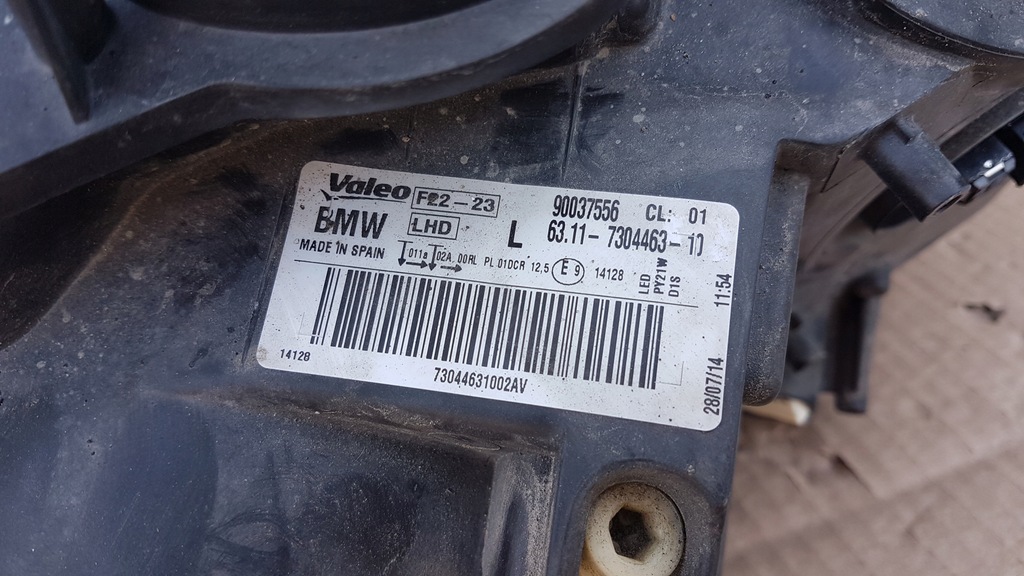 Valeo F22-23 90037556 CL: 01
BMW LHD L 63.11-7304463-10
MADE IN SPAIN 011a 02A 00RL PL 01DCR 12,5 E9 14128 LED PY21W D1S
14128
73044631002AV
28/07/14 11:54